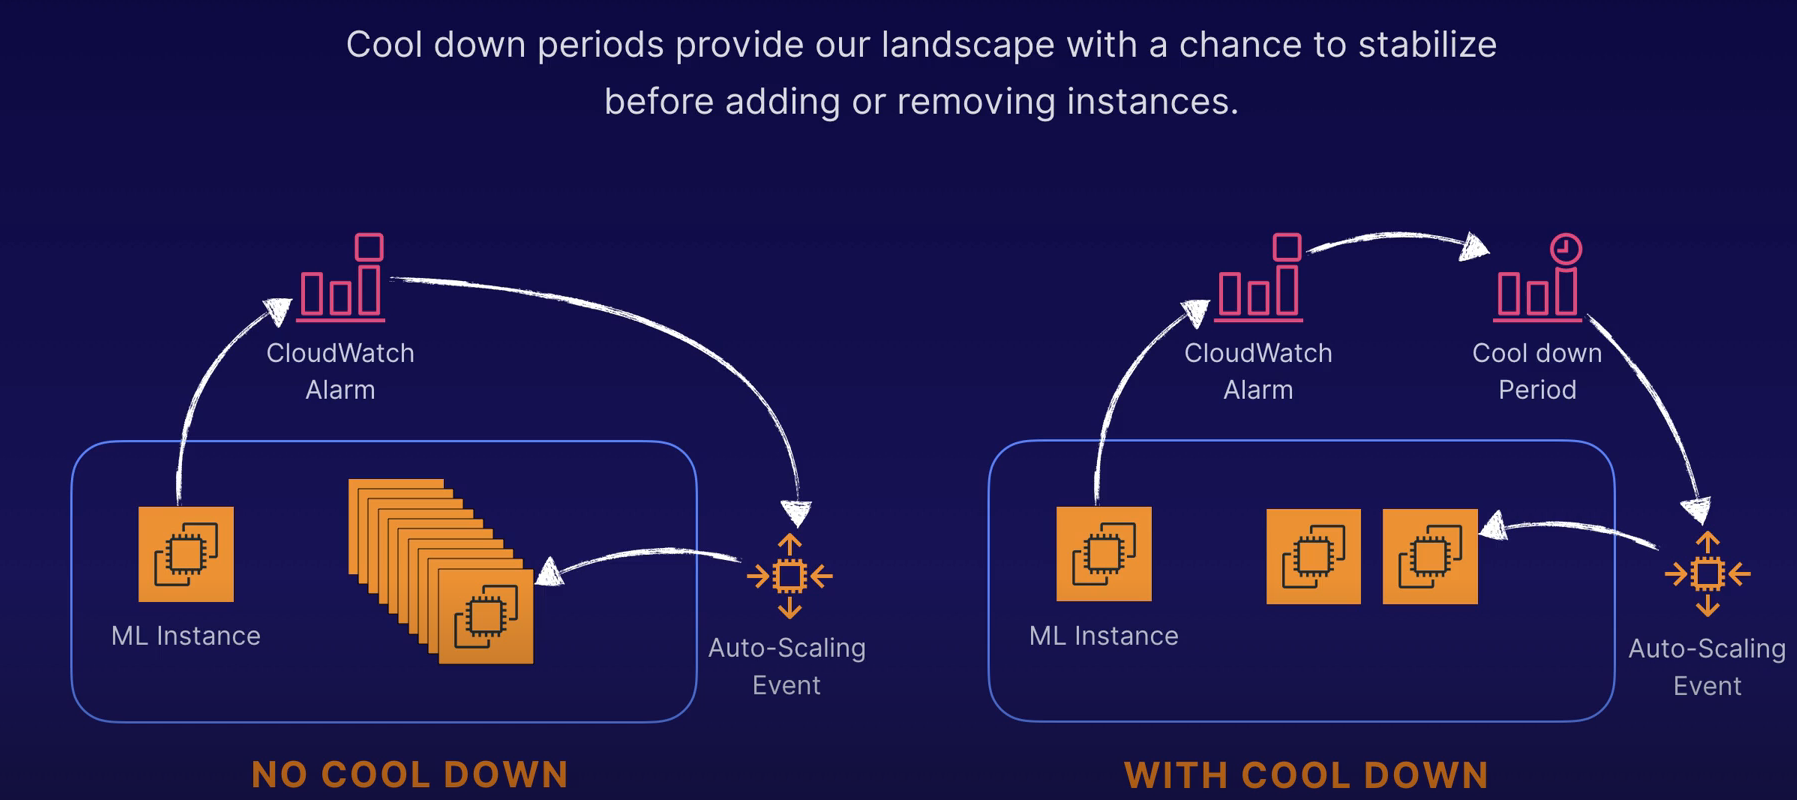 Cool down periods provide our landscape with a chance to stabilize
before adding or removing instances.
CloudWatch
Alarm
ML Instance
Auto-Scaling
Event
NO COOL DOWN
CloudWatch
Alarm
Cool down
Period
ML Instance
Auto-Scaling
Event
WITH COOL DOWN